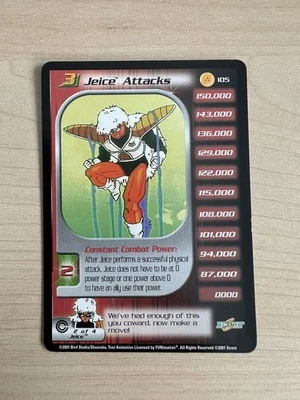 3 Jeice™ Attacks 105
150,000
143,000
136,000
129,000
122,000
115,000
108,000
101,000
94,000
87,000
0000
Constant Combat Power:
After Jeice performs a successful physical
attack, Jeice does not have to be at 0
power stage or one power above 0
to have an ally use their power.
2
SCORE
C
2 of 4
Jeice™
We've had enough of this
you coward, now make a
move!
©2001 Bird Studio/Shueisha, Toei Animation Licensed by FUNimation®. All Rights Reserved ©2001 Score